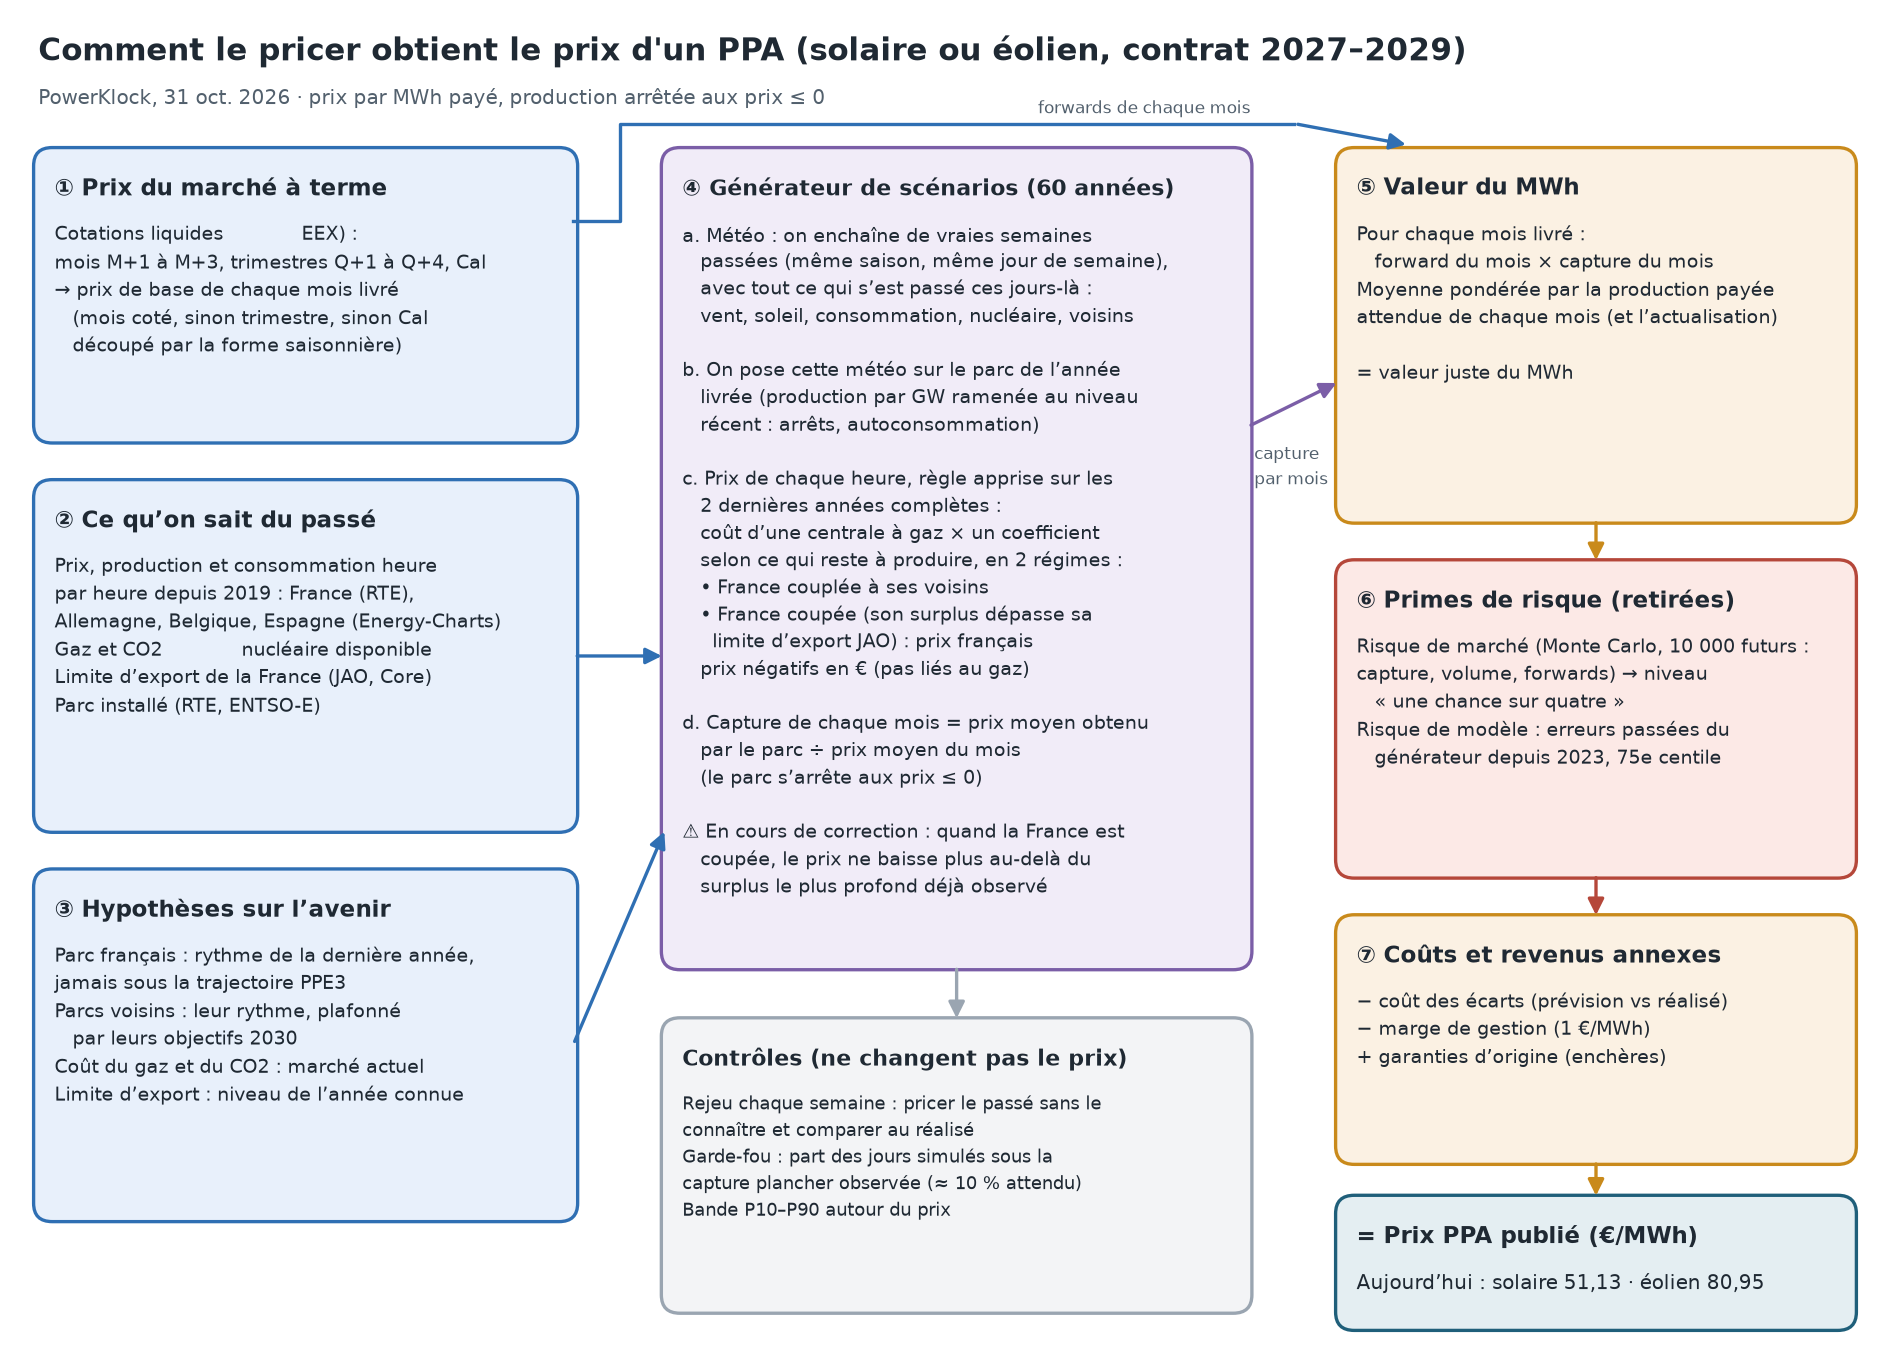 Comment le pricer obtient le prix d'un PPA (solaire ou éolien, contrat 2027–2029)
PowerKlock, 31 oct. 2026 · prix par MWh payé, production arrêtée aux prix ≤ 0
forwards de chaque mois
① Prix du marché à terme
Cotations liquides EEX) :
mois M+1 à M+3, trimestres Q+1 à Q+4, Cal
→ prix de base de chaque mois livré
(mois coté, sinon trimestre, sinon Cal
découpé par la forme saisonnière)
② Ce qu’on sait du passé
Prix, production et consommation heure
par heure depuis 2019 : France (RTE),
Allemagne, Belgique, Espagne (Energy-Charts)
Gaz et CO2 nucléaire disponible
Limite d’export de la France (JAO, Core)
Parc installé (RTE, ENTSO-E)
③ Hypothèses sur l’avenir
Parc français : rythme de la dernière année,
jamais sous la trajectoire PPE3
Parcs voisins : leur rythme, plafonné
par leurs objectifs 2030
Coût du gaz et du CO2 : marché actuel
Limite d’export : niveau de l’année connue
④ Générateur de scénarios (60 années)
a. Météo : on enchaîne de vraies semaines
passées (même saison, même jour de semaine),
avec tout ce qui s’est passé ces jours-là :
vent, soleil, consommation, nucléaire, voisins
b. On pose cette météo sur le parc de l’année
livrée (production par GW ramenée au niveau
récent : arrêts, autoconsommation)
c. Prix de chaque heure, règle apprise sur les
2 dernières années complètes :
coût d’une centrale à gaz × un coefficient
selon ce qui reste à produire, en 2 régimes :
• France couplée à ses voisins
• France coupée (son surplus dépasse sa
limite d’export JAO) : prix français
prix négatifs en € (pas liés au gaz)
d. Capture de chaque mois = prix moyen obtenu
par le parc ÷ prix moyen du mois
(le parc s’arrête aux prix ≤ 0)
⚠ En cours de correction : quand la France est
coupée, le prix ne baisse plus au-delà du
surplus le plus profond déjà observé
Contrôles (ne changent pas le prix)
Rejeu chaque semaine : pricer le passé sans le
connaître et comparer au réalisé
Garde-fou : part des jours simulés sous la
capture plancher observée (≈ 10 % attendu)
Bande P10–P90 autour du prix
capture
par mois
⑤ Valeur du MWh
Pour chaque mois livré :
forward du mois × capture du mois
Moyenne pondérée par la production payée
attendue de chaque mois (et l’actualisation)
= valeur juste du MWh
⑥ Primes de risque (retirées)
Risque de marché (Monte Carlo, 10 000 futurs :
capture, volume, forwards) → niveau
« une chance sur quatre »
Risque de modèle : erreurs passées du
générateur depuis 2023, 75e centile
⑦ Coûts et revenus annexes
− coût des écarts (prévision vs réalisé)
− marge de gestion (1 €/MWh)
+ garanties d’origine (enchères)
= Prix PPA publié (€/MWh)
Aujourd’hui : solaire 51,13 · éolien 80,95